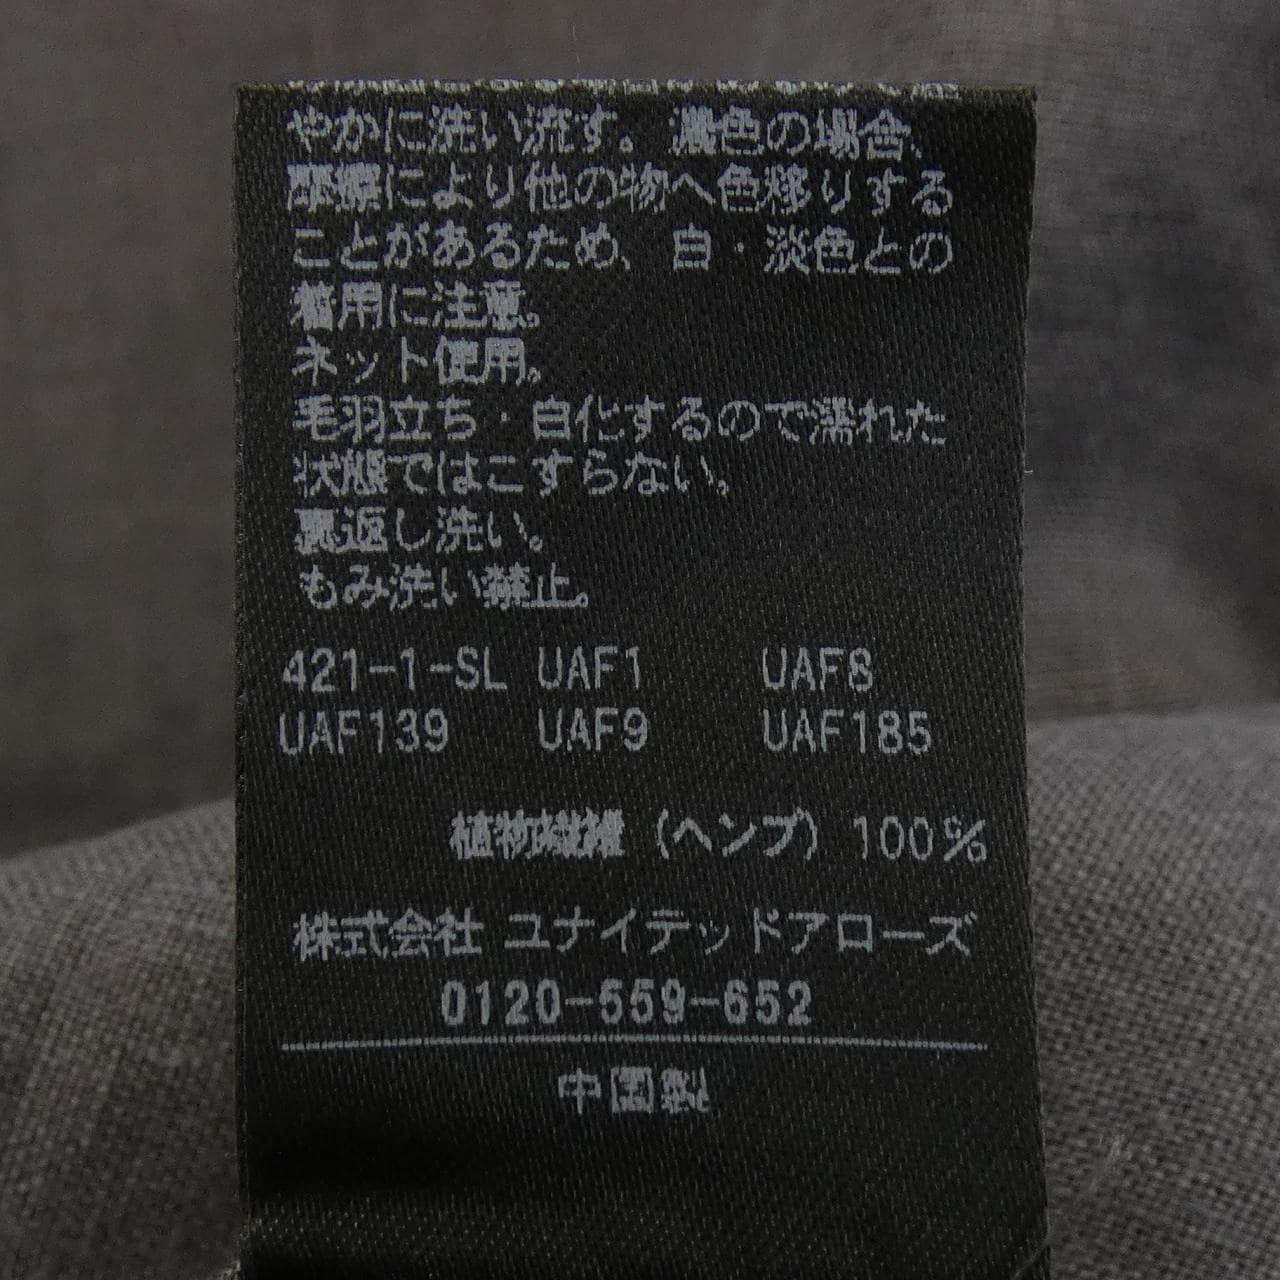 やかに洗い流す。濃色の場合、
摩擦により他の物へ色移りする
ことがあるため、白・淡色との
着用に注意。
ネット使用。
毛羽立ち・白化するので濡れた
状態ではこすらない。
裏返し洗い。
もみ洗い禁止。
421-1-SL UAF1 UAF8
UAF139 UAF9 UAF185
植物繊維（ヘンプ）100%
株式会社 ユナイテッドアローズ
0120-559-652
中国製